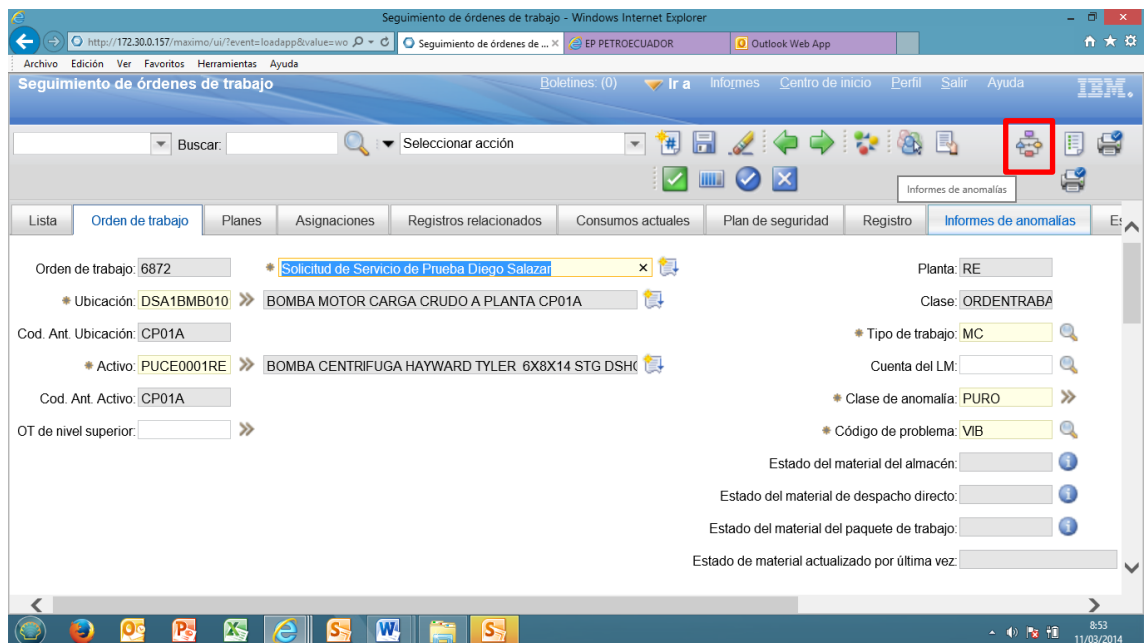 Seguimiento de órdenes de trabajo - Windows Internet Explorer
http://172.30.0.157/maximo/ui/?event=loadapp&value=wo
Seguimiento de órdenes de ...
EP PETROECUADOR
Outlook Web App
Archivo Edición Ver Favoritos Herramientas Ayuda
Seguimiento de órdenes de trabajo
Boletines: (0) Ir a Informes Centro de inicio Perfil Salir Ayuda IBM.
Buscar: Seleccionar acción
Informes de anomalías
Lista Orden de trabajo Planes Asignaciones Registros relacionados Consumos actuales Plan de seguridad Registro Informes de anomalías
Orden de trabajo: 6872 Solicitud de Servicio de Prueba Diego Salazar Planta: RE
Ubicación: DSA1BMB010 BOMBA MOTOR CARGA CRUDO A PLANTA CP01A Clase: ORDENTRABA
Cod. Ant. Ubicación: CP01A Tipo de trabajo: MC
Activo: PUCE0001RE BOMBA CENTRIFUGA HAYWARD TYLER 6X8X14 STG DSH Cuenta del LM:
Cod. Ant. Activo: CP01A Clase de anomalía: PURO
OT de nivel superior: Código de problema: VIB
Estado del material del almacén:
Estado del material de despacho directo:
Estado del material del paquete de trabajo:
Estado de material actualizado por última vez:
8:53
11/03/2014